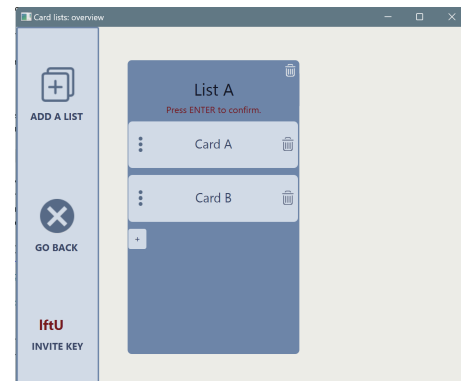 Card lists: overview
ADD A LIST
GO BACK
lftU
INVITE KEY
List A
Press ENTER to confirm.
Card A
Card B
+